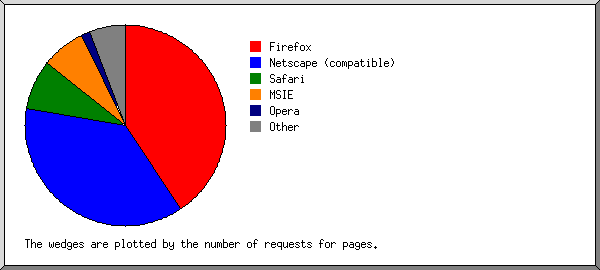 Firefox
Netscape (compatible)
Safari
MSIE
Opera
Other
The wedges are plotted by the number of requests for pages.